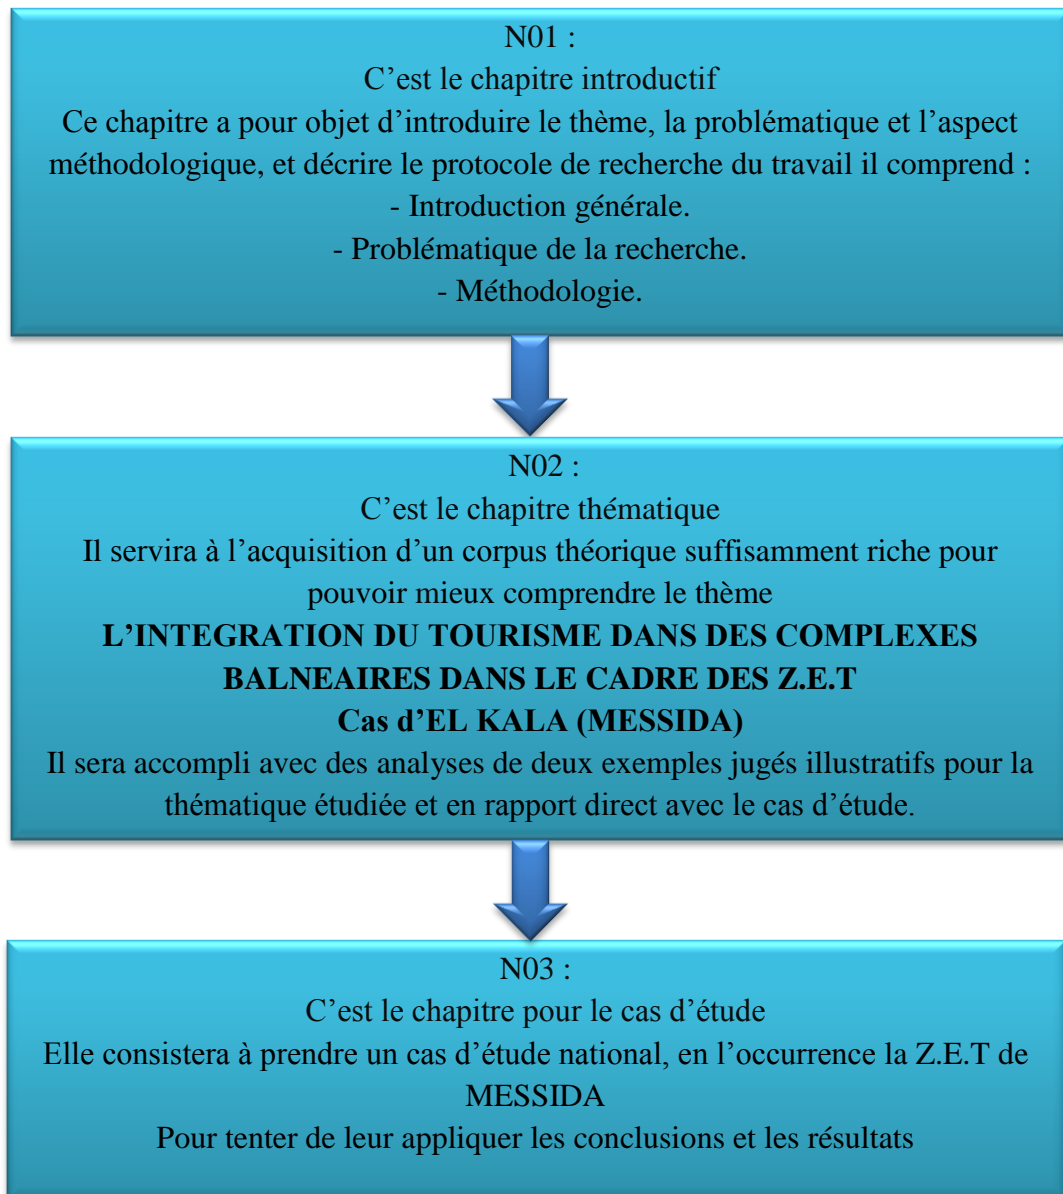 N01 :
C’est le chapitre introductif
Ce chapitre a pour objet d’introduire le thème, la problématique et l’aspect
méthodologique, et décrire le protocole de recherche du travail il comprend :
- Introduction générale.
- Problématique de la recherche.
- Méthodologie.
N02 :
C’est le chapitre thématique
Il servira à l’acquisition d’un corpus théorique suffisamment riche pour
pouvoir mieux comprendre le thème
L’INTEGRATION DU TOURISME DANS DES COMPLEXES
BALNEAIRES DANS LE CADRE DES Z.E.T
Cas d’EL KALA (MESSIDA)
Il sera accompli avec des analyses de deux exemples jugés illustratifs pour la
thématique étudiée et en rapport direct avec le cas d’étude.
N03 :
C’est le chapitre pour le cas d’étude
Elle consistera à prendre un cas d’étude national, en l’occurrence la Z.E.T de
MESSIDA
Pour tenter de leur appliquer les conclusions et les résultats